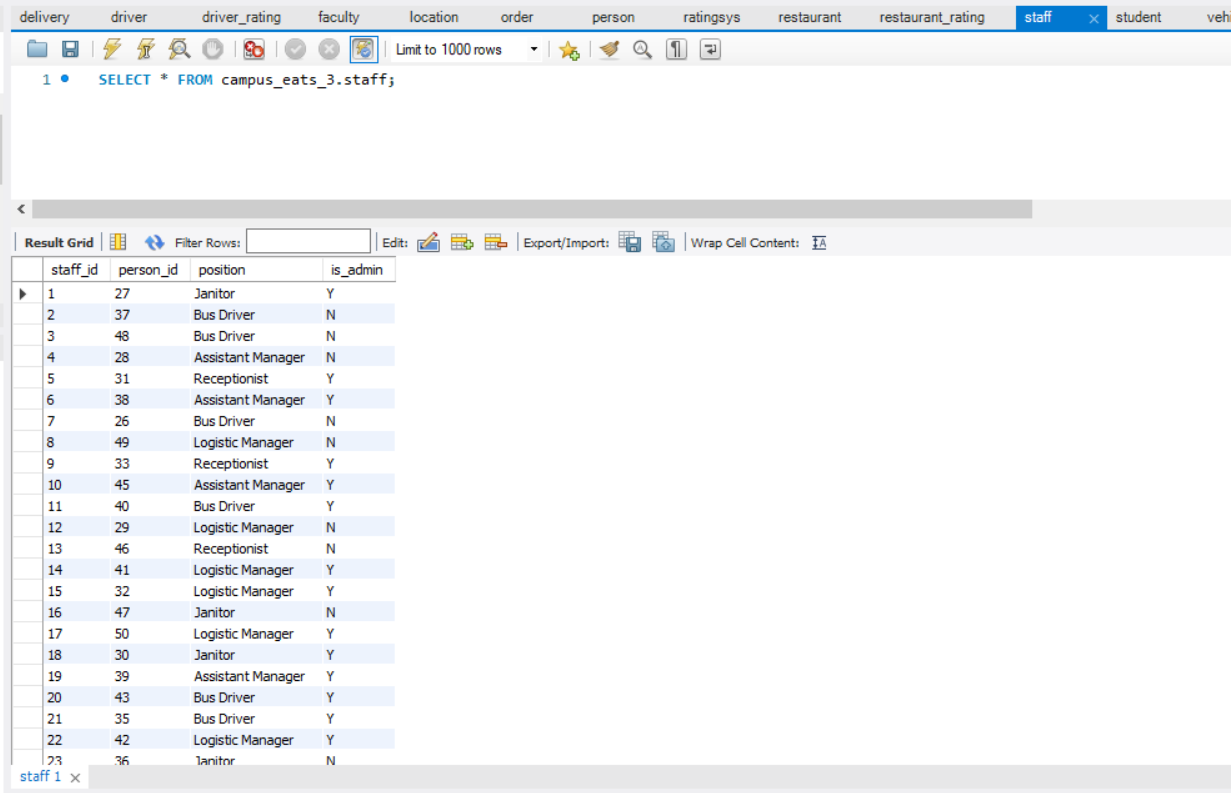 delivery driver driver_rating faculty location order person ratingsys restaurant restaurant_rating staff student vehi
Limit to 1000 rows
1 SELECT * FROM campus_eats_3.staff;
Result Grid Filter Rows: Edit: Export/Import: Wrap Cell Content:
staff_id person_id position is_admin
1 27 Janitor Y
2 37 Bus Driver N
3 48 Bus Driver N
4 28 Assistant Manager N
5 31 Receptionist Y
6 38 Assistant Manager Y
7 26 Bus Driver N
8 49 Logistic Manager N
9 33 Receptionist Y
10 45 Assistant Manager Y
11 40 Bus Driver Y
12 29 Logistic Manager N
13 46 Receptionist N
14 41 Logistic Manager Y
15 32 Logistic Manager Y
16 47 Janitor N
17 50 Logistic Manager Y
18 30 Janitor Y
19 39 Assistant Manager Y
20 43 Bus Driver Y
21 35 Bus Driver Y
22 42 Logistic Manager Y
23 36 Janitor N
staff 1